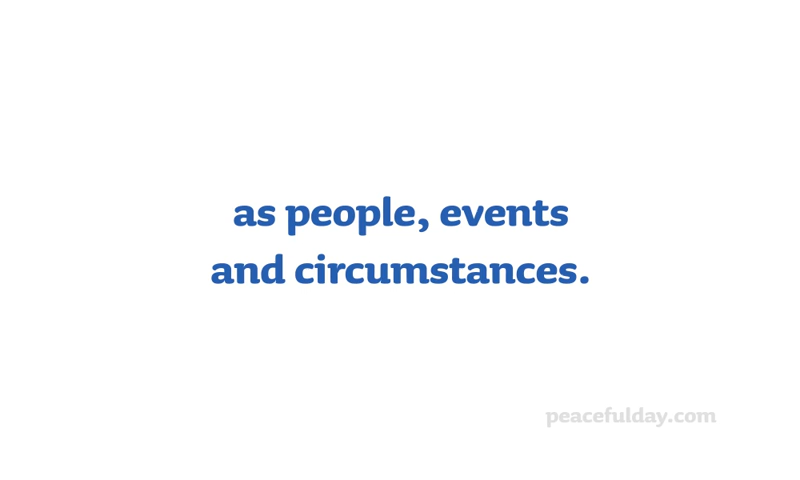 as people, events
and circumstances.
peacefulday.com